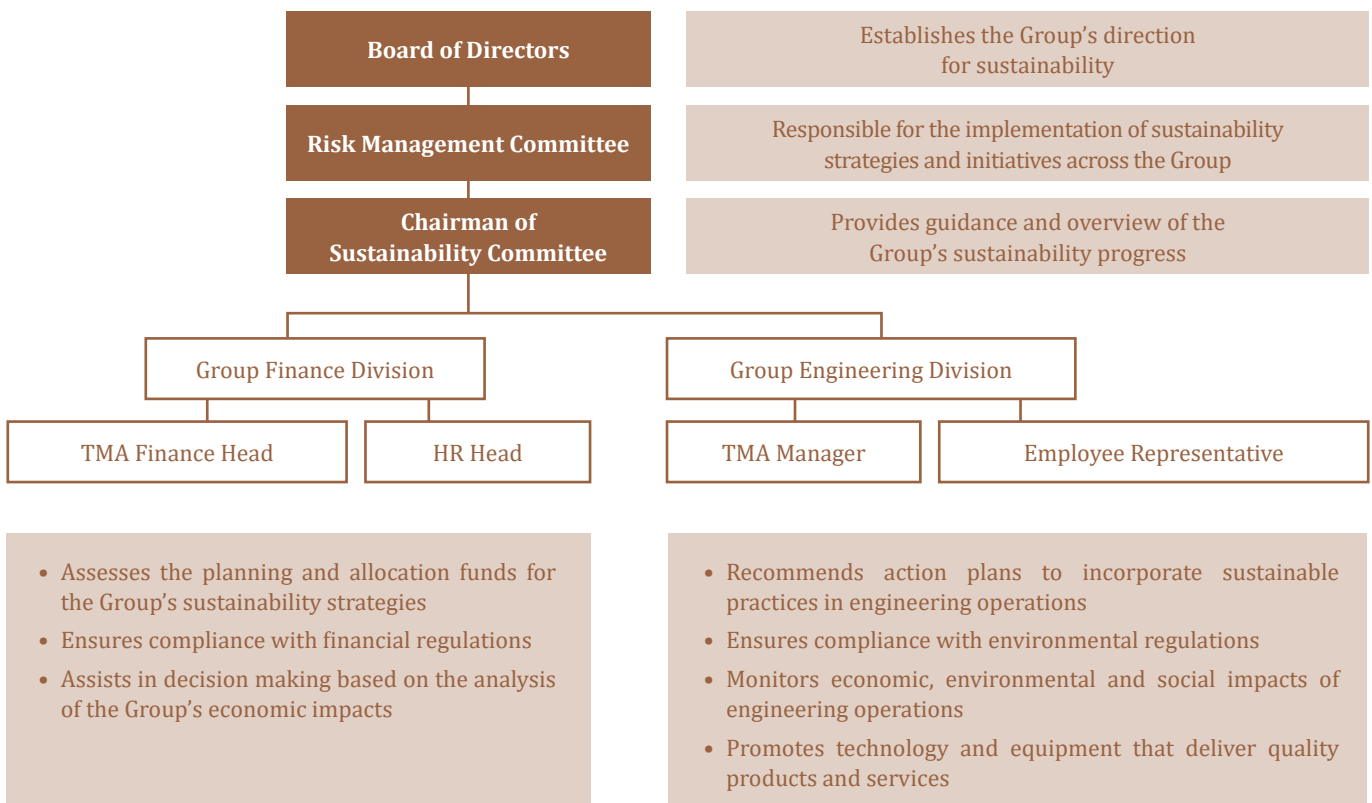 Board of Directors
Establishes the Group’s direction
for sustainability
Risk Management Committee
Responsible for the implementation of sustainability
strategies and initiatives across the Group
Chairman of
Sustainability Committee
Provides guidance and overview of the
Group’s sustainability progress
Group Finance Division
Group Engineering Division
TMA Finance Head
HR Head
TMA Manager
Employee Representative
• Assesses the planning and allocation funds for
the Group’s sustainability strategies
• Ensures compliance with financial regulations
• Assists in decision making based on the analysis
of the Group’s economic impacts
• Recommends action plans to incorporate sustainable
practices in engineering operations
• Ensures compliance with environmental regulations
• Monitors economic, environmental and social impacts of
engineering operations
• Promotes technology and equipment that deliver quality
products and services